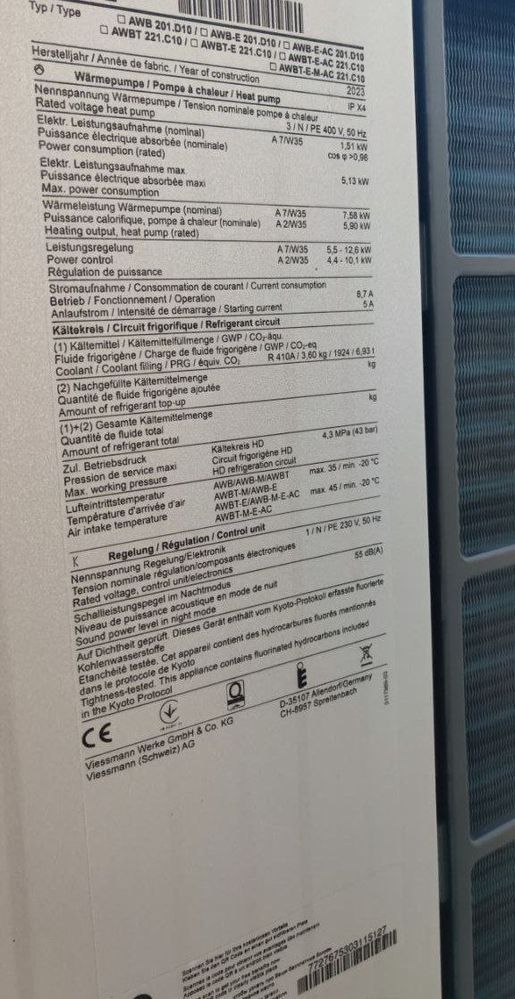 Typ / Type
☐ AWB 201.D10 / ☐ AWB-E 201.D10 / ☐ AWB-E-AC 201.D10
☐ AWBT 221.C10 / ☐ AWBT-E 221.C10 / ☐ AWBT-E-AC 221.C10
☐ AWBT-E-M-AC 221.C10
Herstelljahr / Année de fabric. / Year of construction 2023
Wärmepumpe / Pompe à chaleur / Heat pump IP X4
Nennspannung Wärmepumpe / Tension nominale pompe à chaleur
Rated voltage heat pump 3 / N / PE 400 V, 50 Hz
Elektr. Leistungsaufnahme (nominal) A7/W35 1,51 kW
Puissance électrique absorbée (nominale) cos φ >0,98
Power consumption (rated)
Elektr. Leistungsaufnahme max
Puissance électrique absorbée maxi 5,13 kW
Max. power consumption
Wärmeleistung Wärmepumpe (nominal) A 7/W35 7,58 kW
Puissance calorifique, pompe à chaleur (nominale) A 2/W35 5,90 kW
Heating output, heat pump (rated)
Leistungsregelung A 7/W35 5,5 - 12,6 kW
Power control A 2/W35 4,4 - 10,1 kW
Régulation de puissance
Stromaufnahme / Consommation de courant / Current consumption
Betrieb / Fonctionnement / Operation 8,7 A
Anlaufstrom / Intensité de démarrage / Starting current 5 A
Kältekreis / Circuit frigorifique / Refrigerant circuit
(1) Kältemittel / Kältemittelfüllmenge / GWP / CO₂-äqu.
Fluide frigorigène / Charge de fluide frigorigène / GWP / CO₂-eq
Coolant / Coolant filling / PRG / équiv. CO₂ R 410A / 3,60 kg / 1924 / 6,93 t
(2) Nachgefüllte Kältemittelmenge kg
Quantité de fluide frigorigène ajoutée
Amount of refrigerant top-up
(1)+(2) Gesamte Kältemittelmenge kg
Quantité de fluide total
Amount of refrigerant total
Zul. Betriebsdruck Kältekreis HD 4,3 MPa (43 bar)
Pression de service maxi Circuit frigorigène HD
Max. working pressure HD refrigeration circuit
Lufteintrittstemperatur AWB/AWB-M/AWBT max. 35 / min. -20 °C
Température d'arrivée d'air AWBT-M/AWB-E
Air intake temperature AWBT-E/AWB-M-E-AC max. 45 / min. -20 °C
AWBT-M-E-AC
Regelung / Régulation / Control unit
Nennspannung Regelung/Elektronik 1 / N / PE 230 V, 50 Hz
Tension nominale régulation/composants électroniques
Rated voltage, control unit/electronics
Schallleistungspegel im Nachtmodus 55 dB(A)
Niveau de puissance acoustique en mode de nuit
Sound power level in night mode
Auf Dichtheit geprüft. Dieses Gerät enthält vom Kyoto-Protokoll erfasste fluorierte
Kohlenwasserstoffe
Etanchéité testée. Cet appareil contient des hydrocarbures fluorés mentionnés
dans le protocole de Kyoto
Tightness-tested. This appliance contains fluorinated hydrocarbons included
in the Kyoto Protocol
CE
Viessmann Werke GmbH & Co. KG D-35107 Allendorf/Germany
Viessmann (Schweiz) AG CH-8957 Spreitenbach
7727675303115127